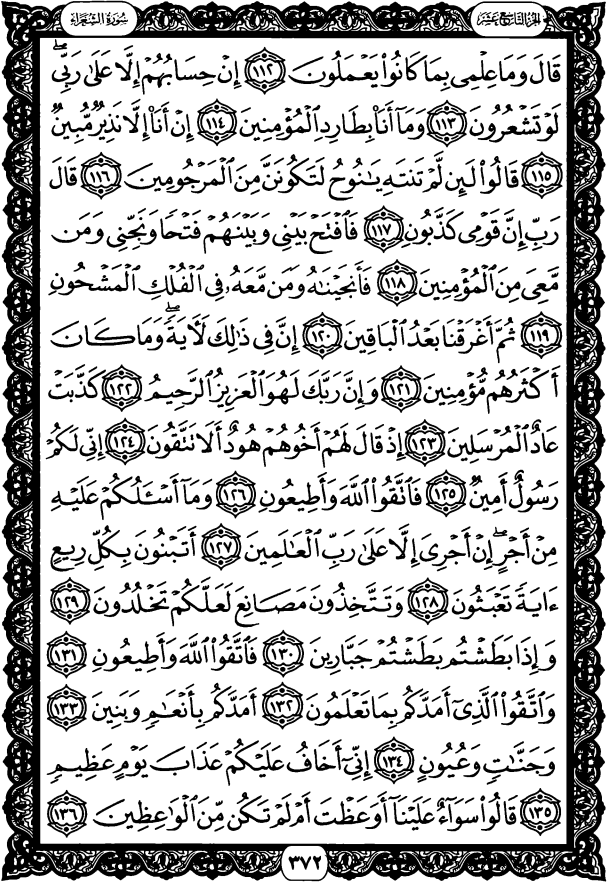 الجزء التاسع عشر
سورة الشعراء
قَالَ وَمَا عِلْمِى بِمَا كَانُوا۟ يَعْمَلُونَ ١١٢ إِنْ حِسَابُهُمْ إِلَّا عَلَىٰ رَبِّى ۖ
لَوْ تَشْعُرُونَ ١١٣ وَمَآ أَنَا۠ بِطَارِدِ ٱلْمُؤْمِنِينَ ١١٤ إِنْ أَنَا۠ إِلَّا نَذِيرٌ مُّبِينٌ
١١٥ قَالُوا۟ لَئِن لَّمْ تَنتَهِ يَـٰنُوحُ لَتَكُونَنَّ مِنَ ٱلْمَرْجُومِينَ ١١٦ قَالَ
رَبِّ إِنَّ قَوْمِى كَذَّبُونِ ١١٧ فَٱفْتَحْ بَيْنِى وَبَيْنَهُمْ فَتْحًا وَنَجِّنِى وَمَن
مَّعِىَ مِنَ ٱلْمُؤْمِنِينَ ١١٨ فَأَنجَيْنَـٰهُ وَمَن مَّعَهُۥ فِى ٱلْفُلْكِ ٱلْمَشْحُونِ
١١٩ ثُمَّ أَغْرَقْنَا بَعْدُ ٱلْبَاقِينَ ١٢٠ إِنَّ فِى ذَٰلِكَ لَـَٔايَةً ۖ وَمَا كَانَ
أَكْثَرُهُم مُّؤْمِنِينَ ١٢١ وَإِنَّ رَبَّكَ لَهُوَ ٱلْعَزِيزُ ٱلرَّحِيمُ ١٢٢ كَذَّبَتْ
عَادٌ ٱلْمُرْسَلِينَ ١٢٣ إِذْ قَالَ لَهُمْ أَخُوهُمْ هُودٌ أَلَا تَتَّقُونَ ١٢٤ إِنِّى لَكُمْ
رَسُولٌ أَمِينٌ ١٢٥ فَٱتَّقُوا۟ ٱللَّهَ وَأَطِيعُونِ ١٢٦ وَمَآ أَسْـَٔلُكُمْ عَلَيْهِ
مِنْ أَجْرٍ ۖ إِنْ أَجْرِىَ إِلَّا عَلَىٰ رَبِّ ٱلْعَـٰلَمِينَ ١٢٧ أَتَبْنُونَ بِكُلِّ رِيعٍ
ءَايَةً تَعْبَثُونَ ١٢٨ وَتَتَّخِذُونَ مَصَانِعَ لَعَلَّكُمْ تَخْلُدُونَ ١٢٩
وَإِذَا بَطَشْتُم بَطَشْتُمْ جَبَّارِينَ ١٣٠ فَٱتَّقُوا۟ ٱللَّهَ وَأَطِيعُونِ ١٣١
وَٱتَّقُوا۟ ٱلَّذِىٓ أَمَدَّكُم بِمَا تَعْلَمُونَ ١٣٢ أَمَدَّكُم بِأَنْعَـٰمٍ وَبَنِينَ ١٣٣
وَجَنَّـٰتٍ وَعُيُونٍ ١٣٤ إِنِّىٓ أَخَافُ عَلَيْكُمْ عَذَابَ يَوْمٍ عَظِيمٍ
١٣٥ قَالُوا۟ سَوَآءٌ عَلَيْنَآ أَوَعَظْتَ أَمْ لَمْ تَكُن مِّنَ ٱلْوَٰعِظِينَ ١٣٦
٣٧٢